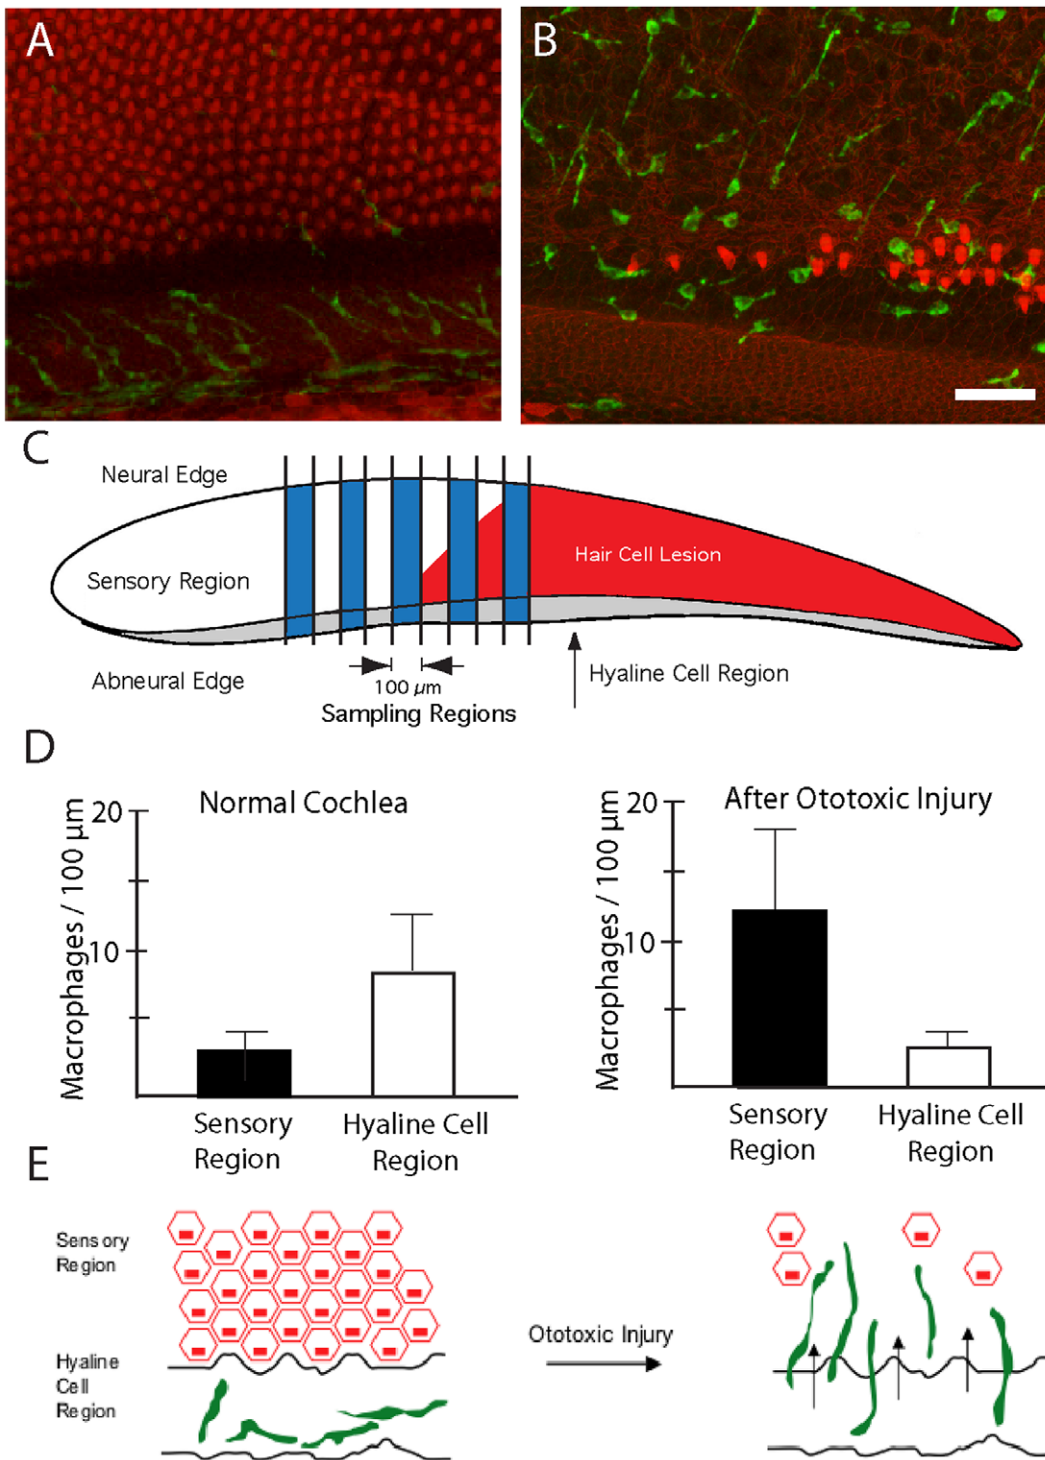 A
B
C
Neural Edge
Sensory Region
Hair Cell Lesion
Abneural Edge
100 µm
Sampling Regions
Hyaline Cell Region
D
Normal Cochlea
Macrophages / 100 µm
20
10
Sensory
Region
Hyaline Cell
Region
After Ototoxic Injury
Macrophages / 100 µm
20
10
Sensory
Region
Hyaline Cell
Region
E
Sensory
Region
Hyaline
Cell
Region
Ototoxic Injury